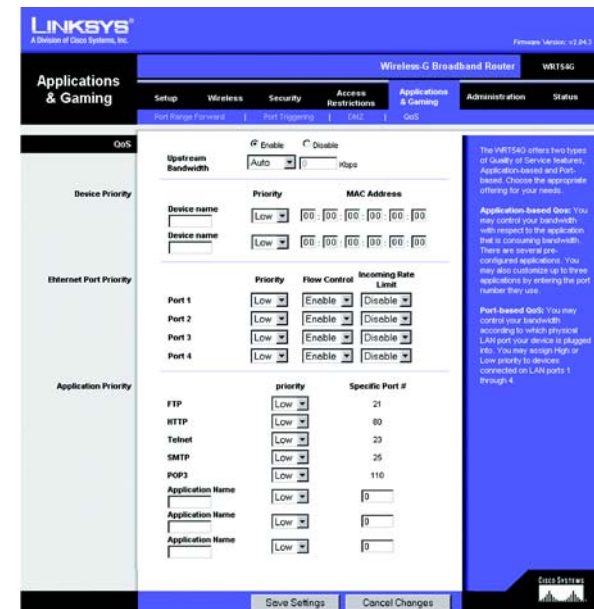 LINKSYS®
A Division of Cisco Systems, Inc.
Firmware Version: v2.04.3
Wireless-G Broadband Router WRT54G
Applications & Gaming
Setup Wireless Security Access Restrictions Applications & Gaming Administration Status
Port Range Forward | Port Triggering | DMZ | QoS
QoS
Enable Disable
Upstream Bandwidth Auto 0 Kbps
Device Priority
Priority MAC Address
Device name Low 00 : 00 : 00 : 00 : 00 : 00
Device name Low 00 : 00 : 00 : 00 : 00 : 00
Ehternet Port Priority
Priority Flow Control Incoming Rate Limit
Port 1 Low Enable Disable
Port 2 Low Enable Disable
Port 3 Low Enable Disable
Port 4 Low Enable Disable
Application Priority
priority Specific Port #
FTP Low 21
HTTP Low 80
Telnet Low 23
SMTP Low 25
POP3 Low 110
Application Name Low 0
Application Name Low 0
Application Name Low 0
Save Settings Cancel Changes
The WRT54G offers two types
of Quality of Service features,
Application-based and Port-
based. Choose the appropriate
offering for your needs.
Application-based Qos: You
may control your bandwidth
with respect to the application
that is consuming bandwidth.
There are several pre-
configured applications. You
may also customize up to three
applications by entering the port
number they use.
Port-based QoS: You may
control your bandwidth
according to which physical
LAN port your device is plugged
into. You may assign High or
Low priority to devices
connected on LAN ports 1
through 4.
CISCO SYSTEMS